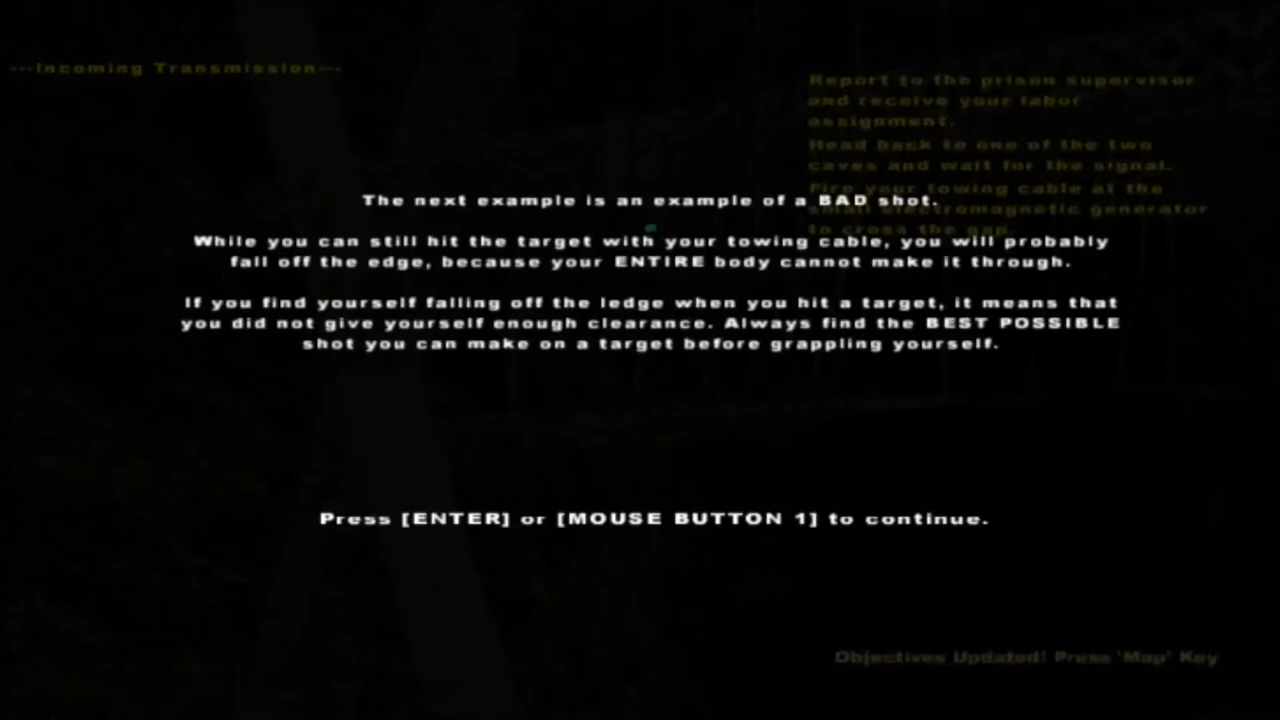 ---Incoming Transmission---
Report to the prison supervisor
and receive your labor
assignment.
Head back to one of the two
caves and wait for the signal.
Fire your towing cable at the
small electromagnetic generator
to cross the gap.
The next example is an example of a BAD shot.
While you can still hit the target with your towing cable, you will probably
fall off the edge, because your ENTIRE body cannot make it through.
If you find yourself falling off the ledge when you hit a target, it means that
you did not give yourself enough clearance. Always find the BEST POSSIBLE
shot you can make on a target before grappling yourself.
Press [ENTER] or [MOUSE BUTTON 1] to continue.
Objectives Updated! Press 'Map' Key